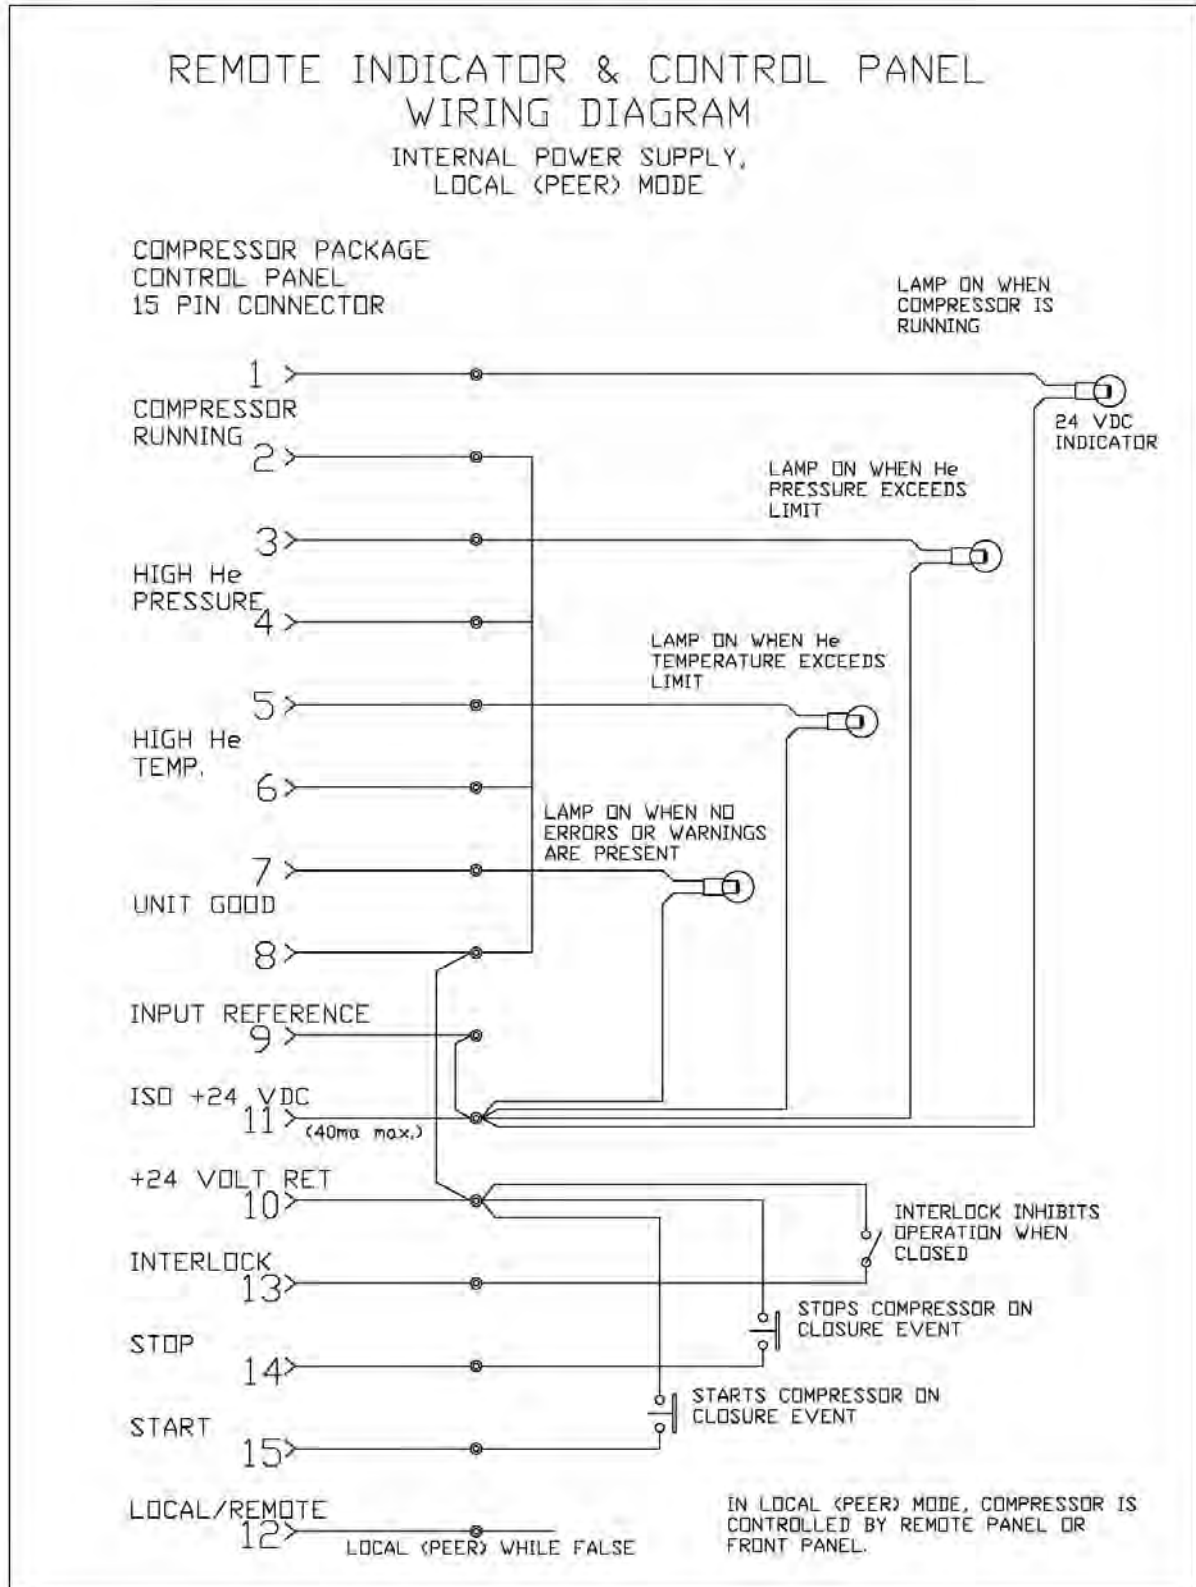 REMOTE INDICATOR & CONTROL PANEL
WIRING DIAGRAM
INTERNAL POWER SUPPLY,
LOCAL (PEER) MODE
COMPRESSOR PACKAGE
CONTROL PANEL
15 PIN CONNECTOR
LAMP ON WHEN
COMPRESSOR IS
RUNNING
1
COMPRESSOR
RUNNING
2
24 VDC
INDICATOR
LAMP ON WHEN He
PRESSURE EXCEEDS
LIMIT
3
HIGH He
PRESSURE
4
LAMP ON WHEN He
TEMPERATURE EXCEEDS
LIMIT
5
HIGH He
TEMP.
6
LAMP ON WHEN NO
ERRORS OR WARNINGS
ARE PRESENT
7
UNIT GOOD
8
INPUT REFERENCE
9
ISO +24 VDC
11
(40ma max.)
+24 VOLT RET
10
INTERLOCK INHIBITS
OPERATION WHEN
CLOSED
INTERLOCK
13
STOPS COMPRESSOR ON
CLOSURE EVENT
STOP
14
STARTS COMPRESSOR ON
CLOSURE EVENT
START
15
LOCAL/REMOTE
12
LOCAL (PEER) WHILE FALSE
IN LOCAL (PEER) MODE, COMPRESSOR IS
CONTROLLED BY REMOTE PANEL OR
FRONT PANEL.